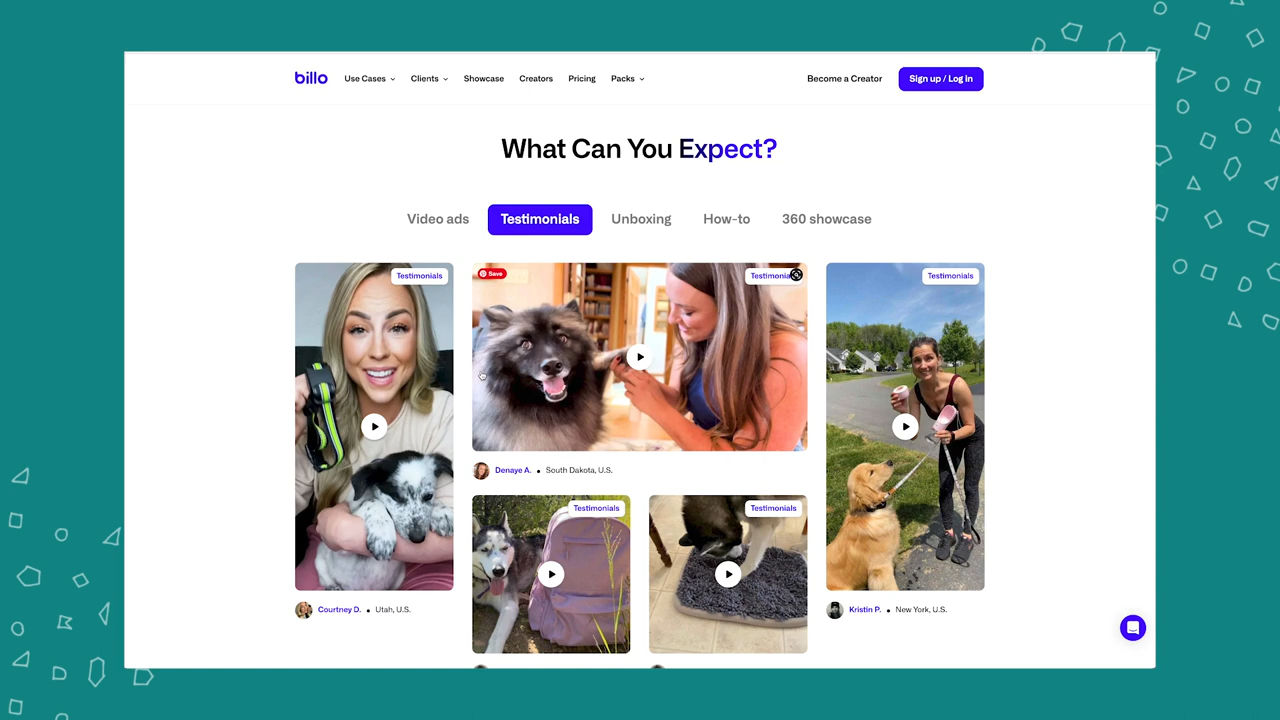 billo Use Cases Clients Showcase Creators Pricing Packs Become a Creator Sign up / Log in
What Can You Expect?
Video ads Testimonials Unboxing How-to 360 showcase
Testimonials
Save
Testimonia
Testimonials
Denaye A. • South Dakota, U.S.
Testimonials
Testimonials
Courtney D. • Utah, U.S.
Kristin P. • New York, U.S.